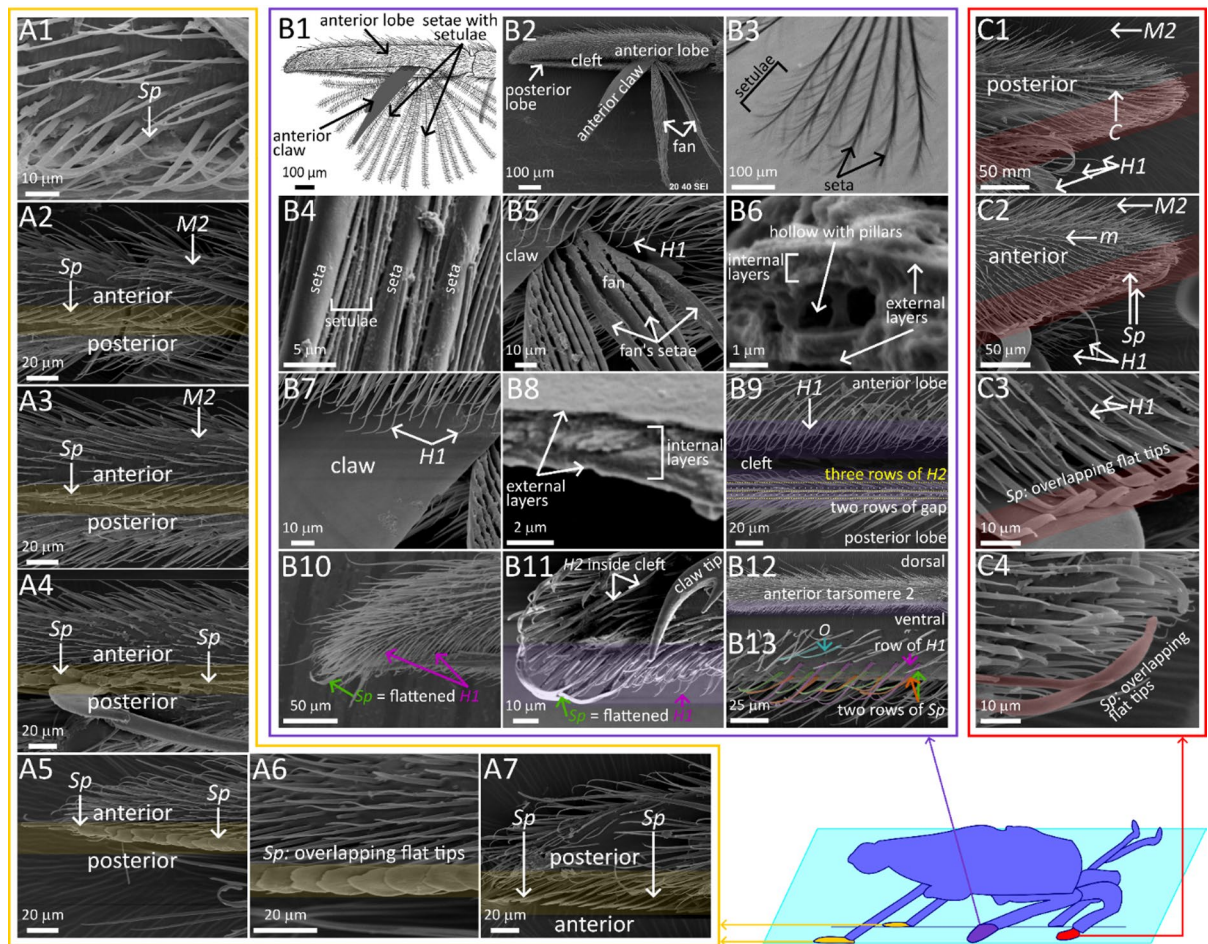 A1
Sp
10 µm
A2
M2
Sp
anterior
posterior
20 µm
A3
M2
Sp
anterior
posterior
20 µm
A4
Sp
Sp
anterior
posterior
20 µm
A5
Sp
Sp
anterior
posterior
20 µm
A6
Sp: overlapping flat tips
20 µm
A7
Sp
Sp
posterior
anterior
20 µm
B1
anterior lobe
setae with
setulae
anterior
claw
100 µm
B2
anterior lobe
cleft
posterior
lobe
anterior claw
fan
100 µm
20 40 SEI
B3
setulae
seta
100 µm
B4
seta
seta
seta
setulae
5 µm
B5
claw
H1
fan
fan's setae
10 µm
B6
hollow with pillars
internal
layers
external
layers
1 µm
B7
H1
claw
10 µm
B8
internal
layers
external
layers
2 µm
B9
H1
anterior lobe
cleft
three rows of H2
two rows of gap
20 µm
posterior lobe
B10
Sp = flattened H1
50 µm
B11
H2 inside cleft
claw tip
10 µm
Sp = flattened H1
B12
dorsal
anterior tarsomere 2
ventral
B13
O
row of H1
25 µm
two rows of Sp
C1
M2
posterior
C
H1
50 mm
C2
M2
m
anterior
Sp
H1
50 µm
C3
H1
Sp: overlapping flat tips
10 µm
C4
Sp: overlapping
flat tips
10 µm